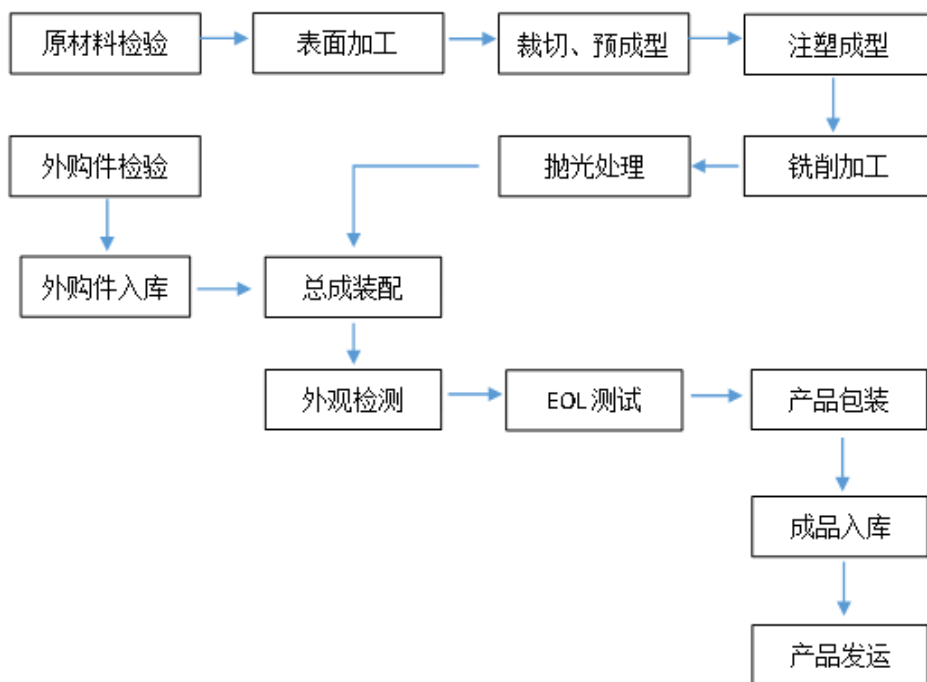 原材料检验
表面加工
裁切、预成型
注塑成型
外购件检验
抛光处理
铣削加工
外购件入库
总成装配
外观检测
EOL 测试
产品包装
成品入库
产品发运